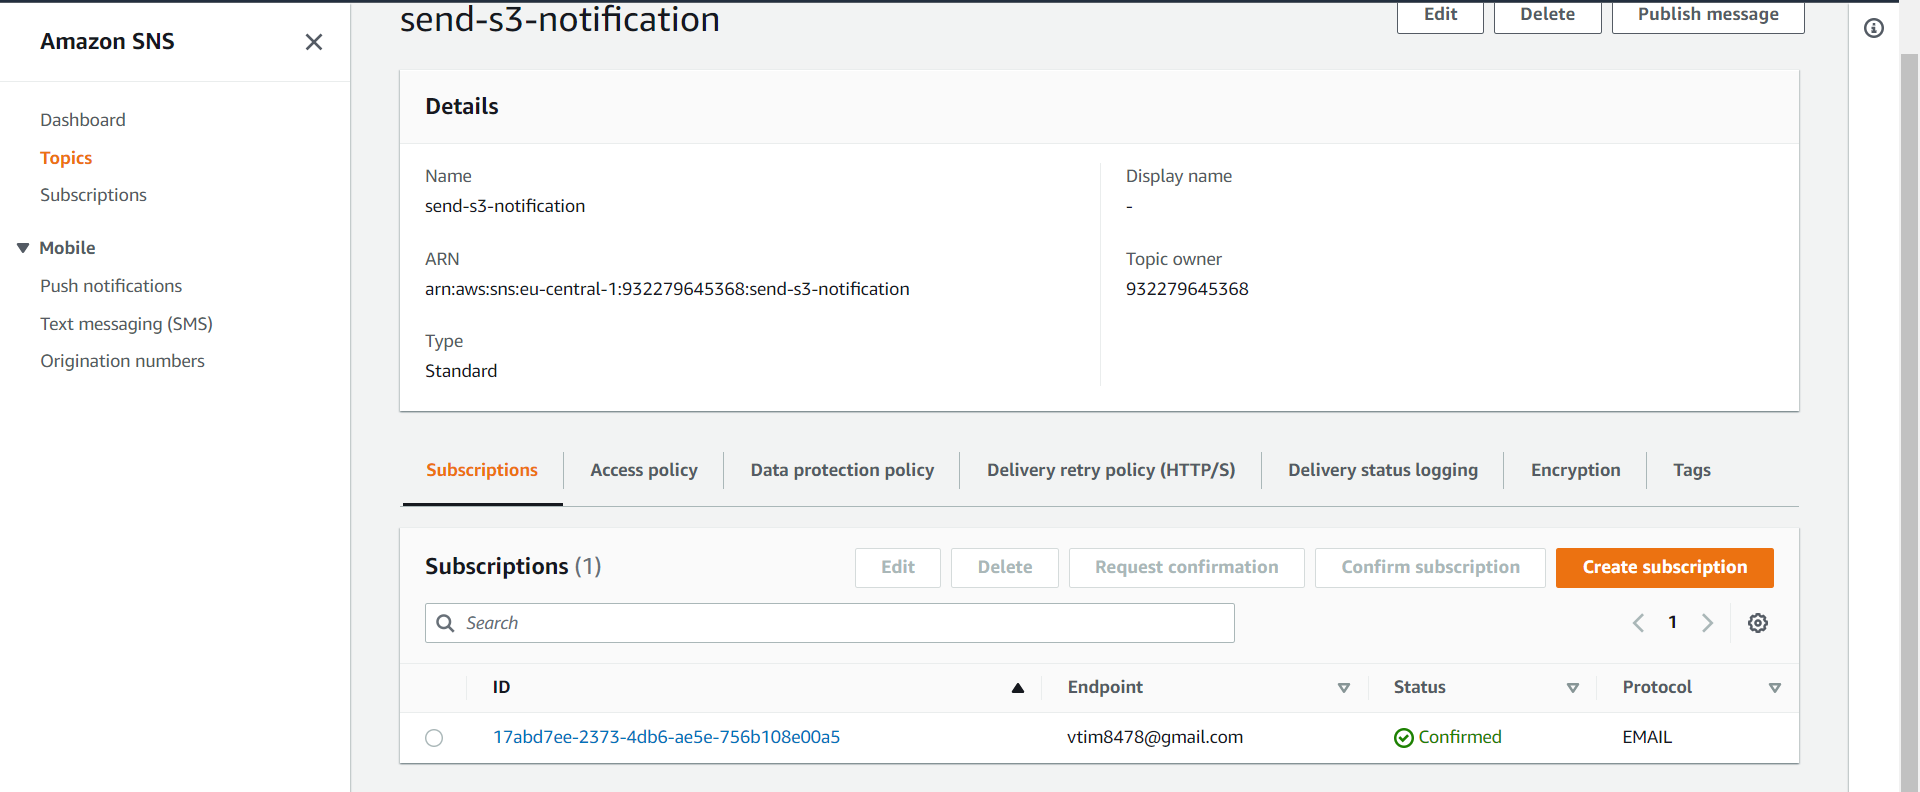 send-s3-notification
Edit
Delete
Publish message
Amazon SNS
Dashboard
Topics
Subscriptions
Mobile
Push notifications
Text messaging (SMS)
Origination numbers
Details
Name
send-s3-notification
Display name
-
ARN
arn:aws:sns:eu-central-1:932279645368:send-s3-notification
Topic owner
932279645368
Type
Standard
Subscriptions
Access policy
Data protection policy
Delivery retry policy (HTTP/S)
Delivery status logging
Encryption
Tags
Subscriptions (1)
Edit
Delete
Request confirmation
Confirm subscription
Create subscription
Search
1
ID
Endpoint
Status
Protocol
17abd7ee-2373-4db6-ae5e-756b108e00a5
vtim8478@gmail.com
Confirmed
EMAIL